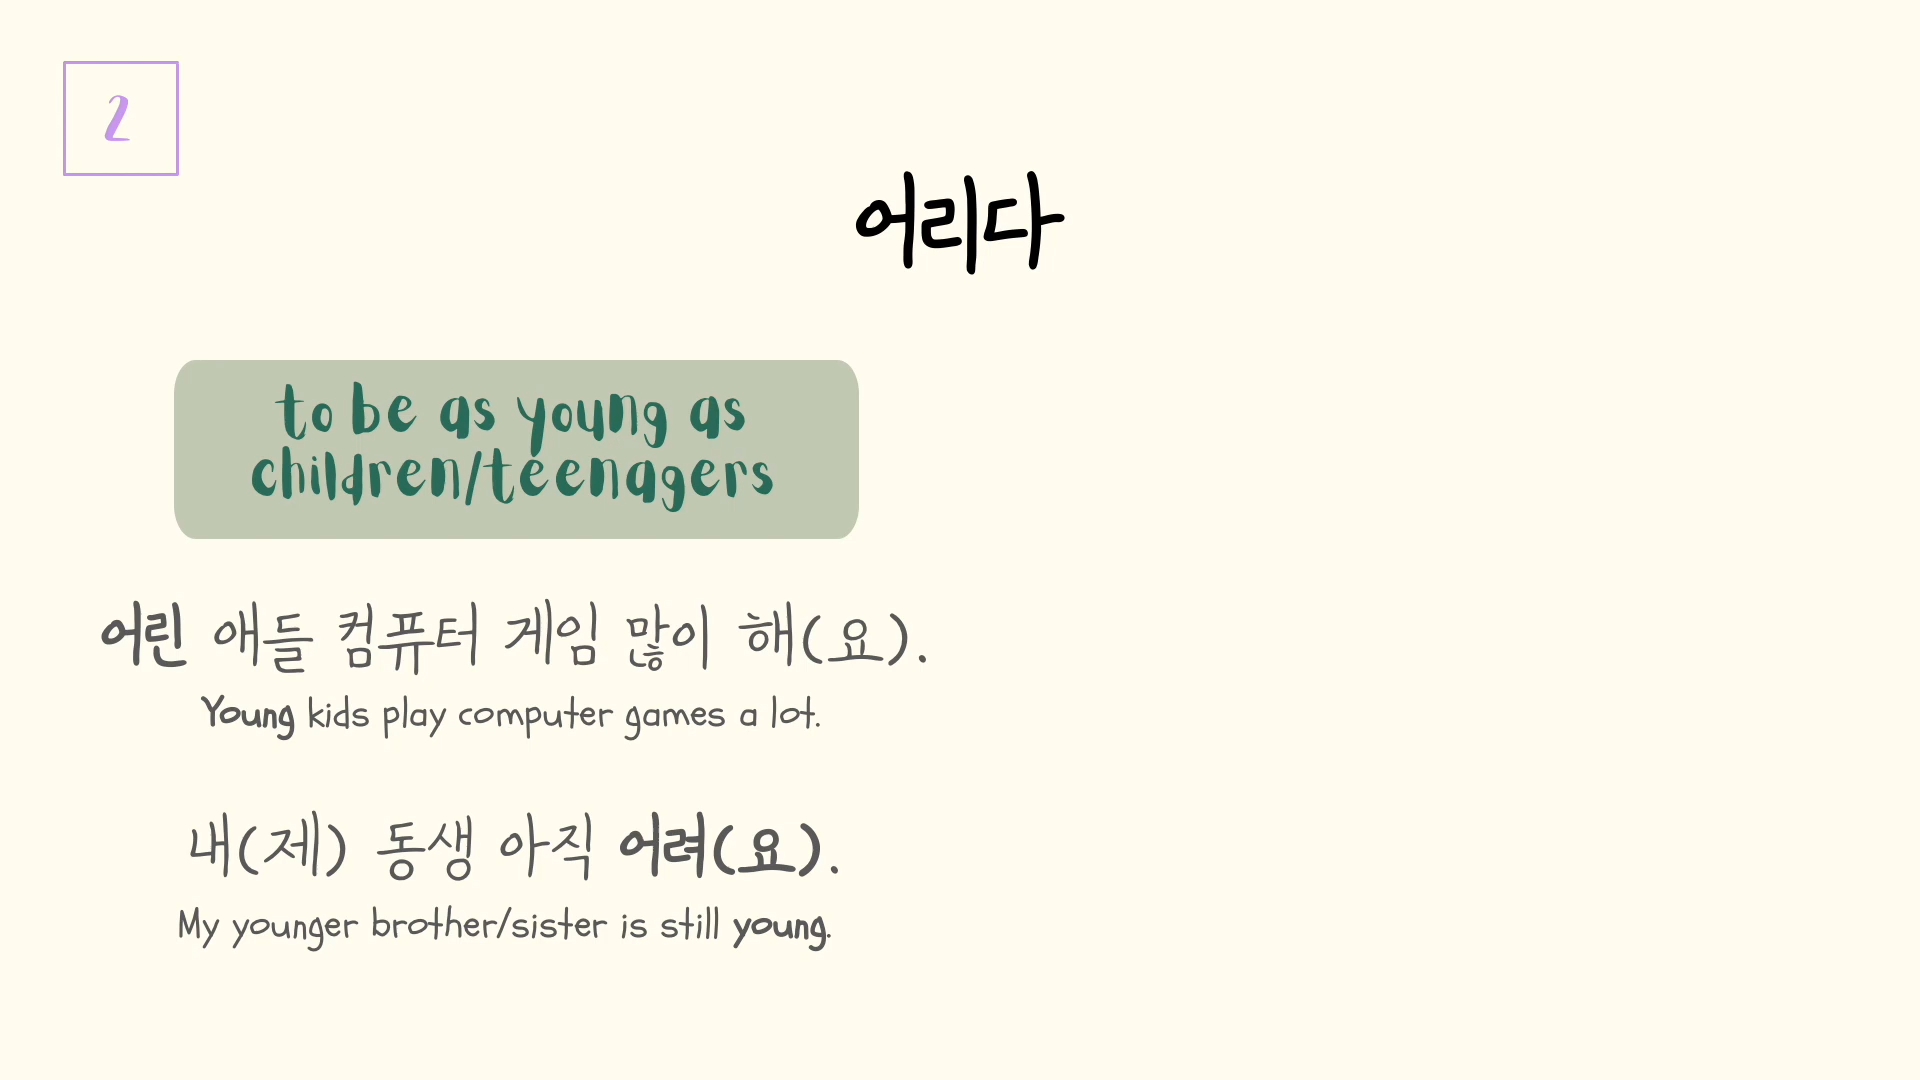 2
어리다
to be as young as
children/teenagers
어린 애들 컴퓨터 게임 많이 해(요).
Young kids play computer games a lot.
내(제) 동생 아직 어려(요).
My younger brother/sister is still young.